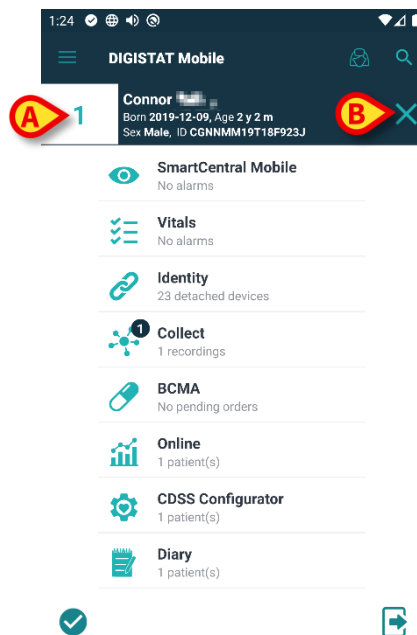 1:24
DIGISTAT Mobile
A
1
B
Connor
Born 2019-12-09, Age 2 y 2 m
Sex Male, ID CGNNMM19T18F923J
SmartCentral Mobile
No alarms
Vitals
No alarms
Identity
23 detached devices
1
Collect
1 recordings
BCMA
No pending orders
Online
1 patient(s)
CDSS Configurator
1 patient(s)
Diary
1 patient(s)